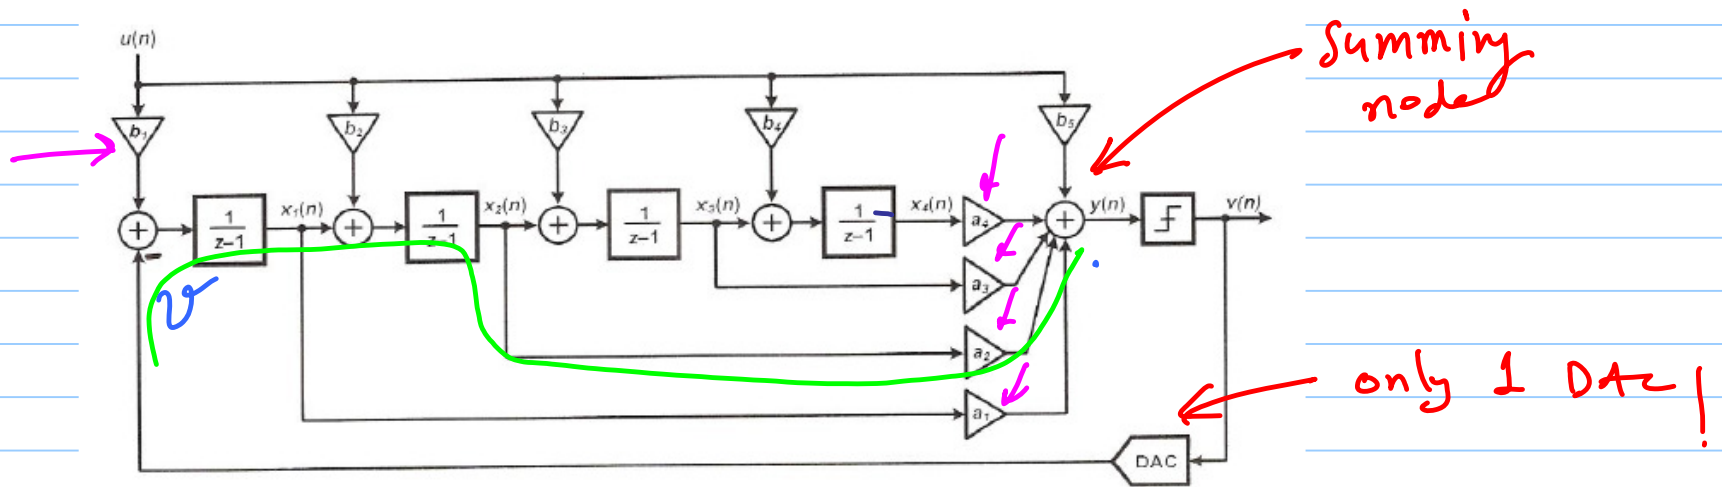 Summing
node
u(n)
b₁
b₂
b₃
b₄
b₅
1
z–1
x₁(n)
1
z–1
x₂(n)
1
z–1
x₃(n)
1
z–1
x₄(n)
a₄
y(n)
v(n)
a₃
v
a₂
a₁
only 1 DAC!
DAC